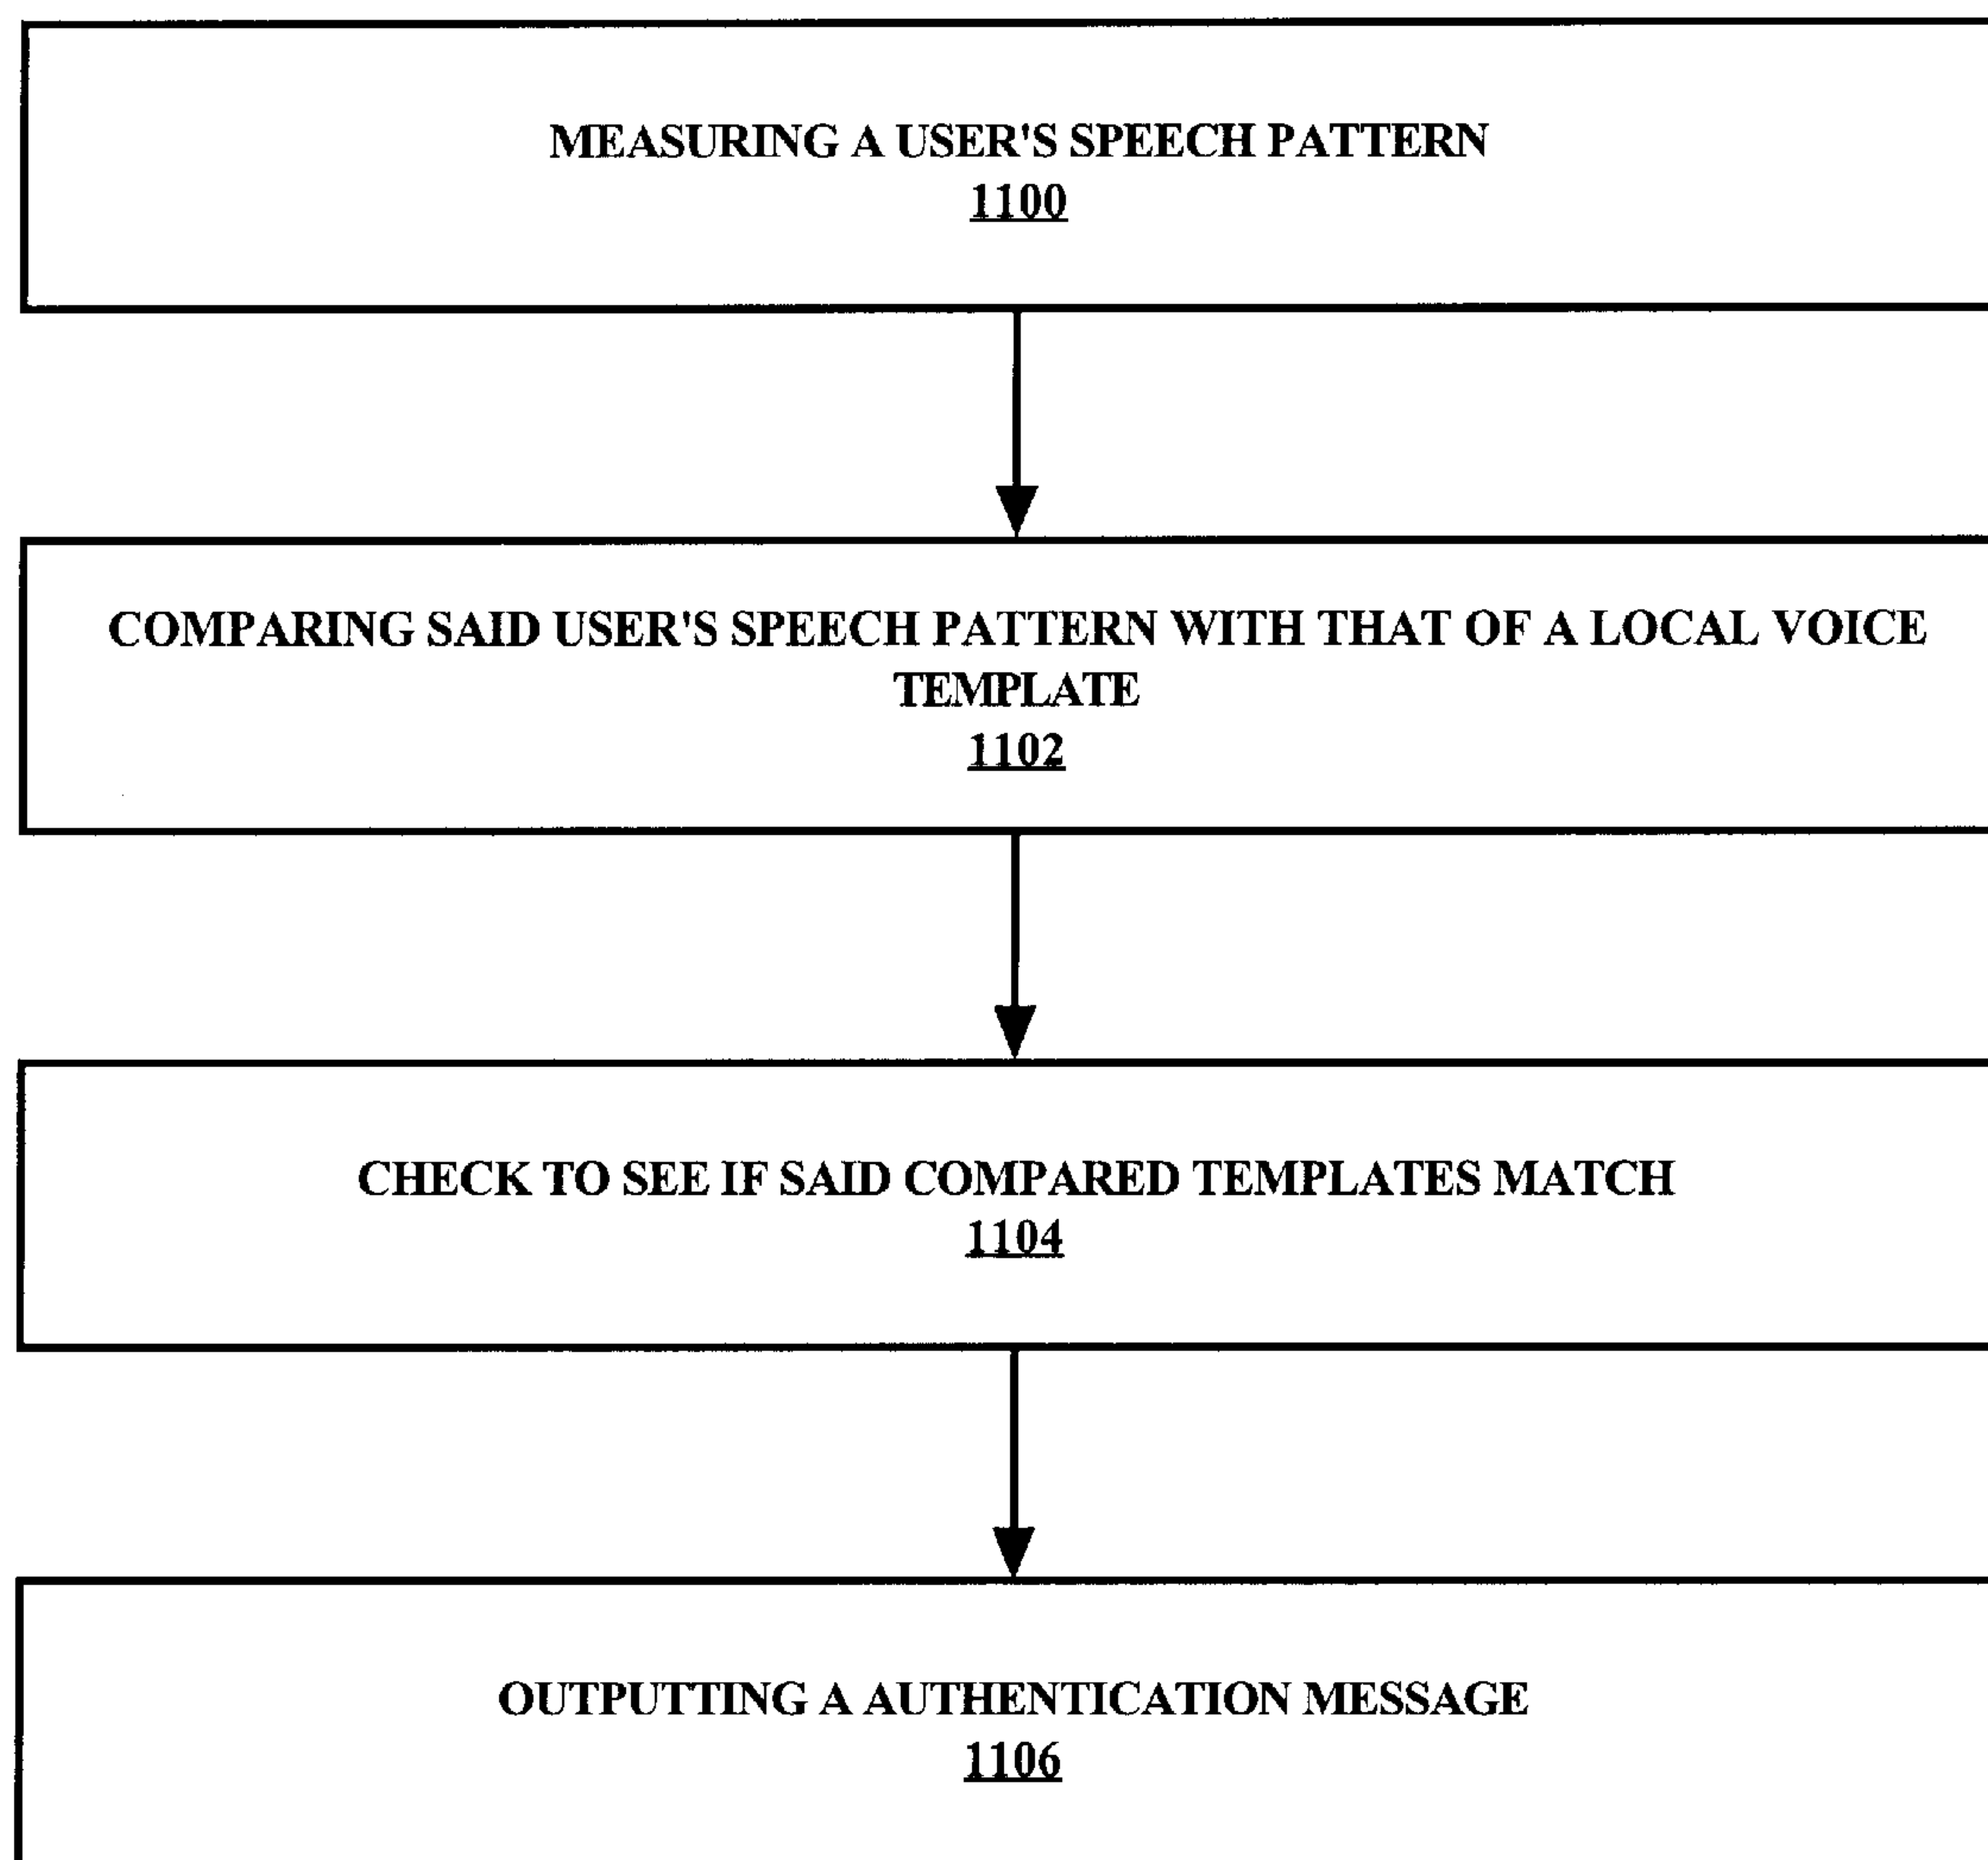 MEASURING A USER'S SPEECH PATTERN
1100
COMPARING SAID USER'S SPEECH PATTERN WITH THAT OF A LOCAL VOICE
TEMPLATE
1102
CHECK TO SEE IF SAID COMPARED TEMPLATES MATCH
1104
OUTPUTTING A AUTHENTICATION MESSAGE
1106